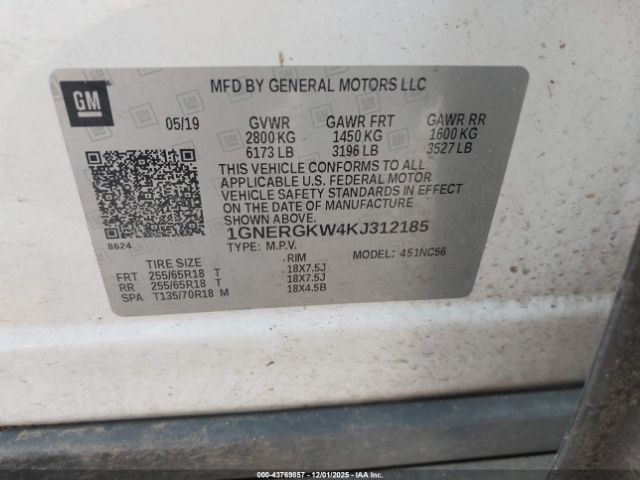 GM
MFD BY GENERAL MOTORS LLC
05/19 GVWR GAWR FRT GAWR RR
2800 KG 1450 KG 1600 KG
6173 LB 3196 LB 3527 LB
THIS VEHICLE CONFORMS TO ALL
APPLICABLE U.S. FEDERAL MOTOR
VEHICLE SAFETY STANDARDS IN EFFECT
ON THE DATE OF MANUFACTURE
SHOWN ABOVE.
8624
1GNERGKW4KJ312185
TYPE: M.P.V. MODEL: 451NC56
TIRE SIZE RIM
FRT 255/65R18 T 18X7.5J
RR 255/65R18 T 18X7.5J
SPA T135/70R18 M 18X4.5B
000-43769857 - 12/01/2025 - IAAI.COM